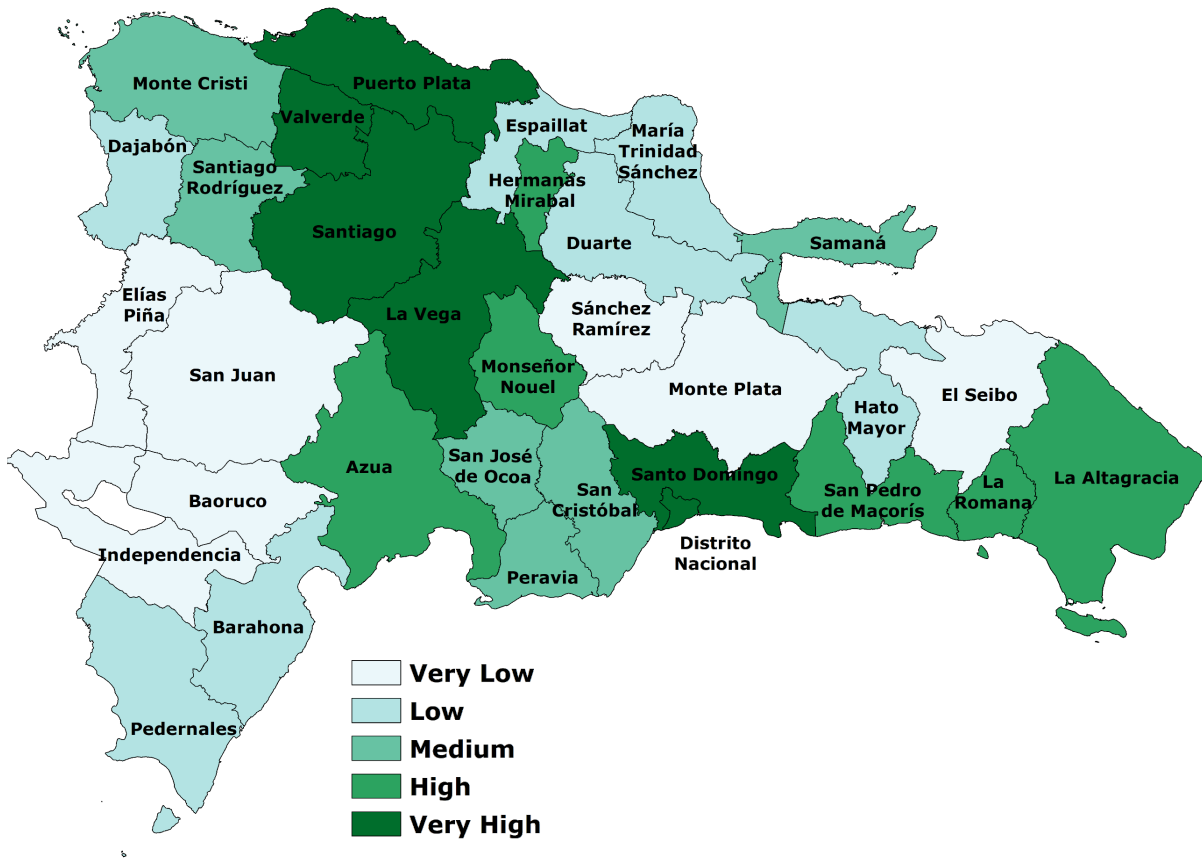 Monte Cristi
Puerto Plata
Valverde
Espaillat
María
Trinidad
Sánchez
Dajabón
Santiago
Rodríguez
Hermanas
Mirabal
Santiago
Duarte
Samaná
Elías
Piña
Sánchez
Ramírez
La Vega
San Juan
Monseñor
Nouel
Monte Plata
El Seibo
Hato
Mayor
Azua
San José
de Ocoa
Santo Domingo
La Altagracia
La
Romana
San Pedro
de Macorís
San
Cristóbal
Baoruco
Distrito
Nacional
Independencia
Peravia
Barahona
Pedernales
Very Low
Low
Medium
High
Very High